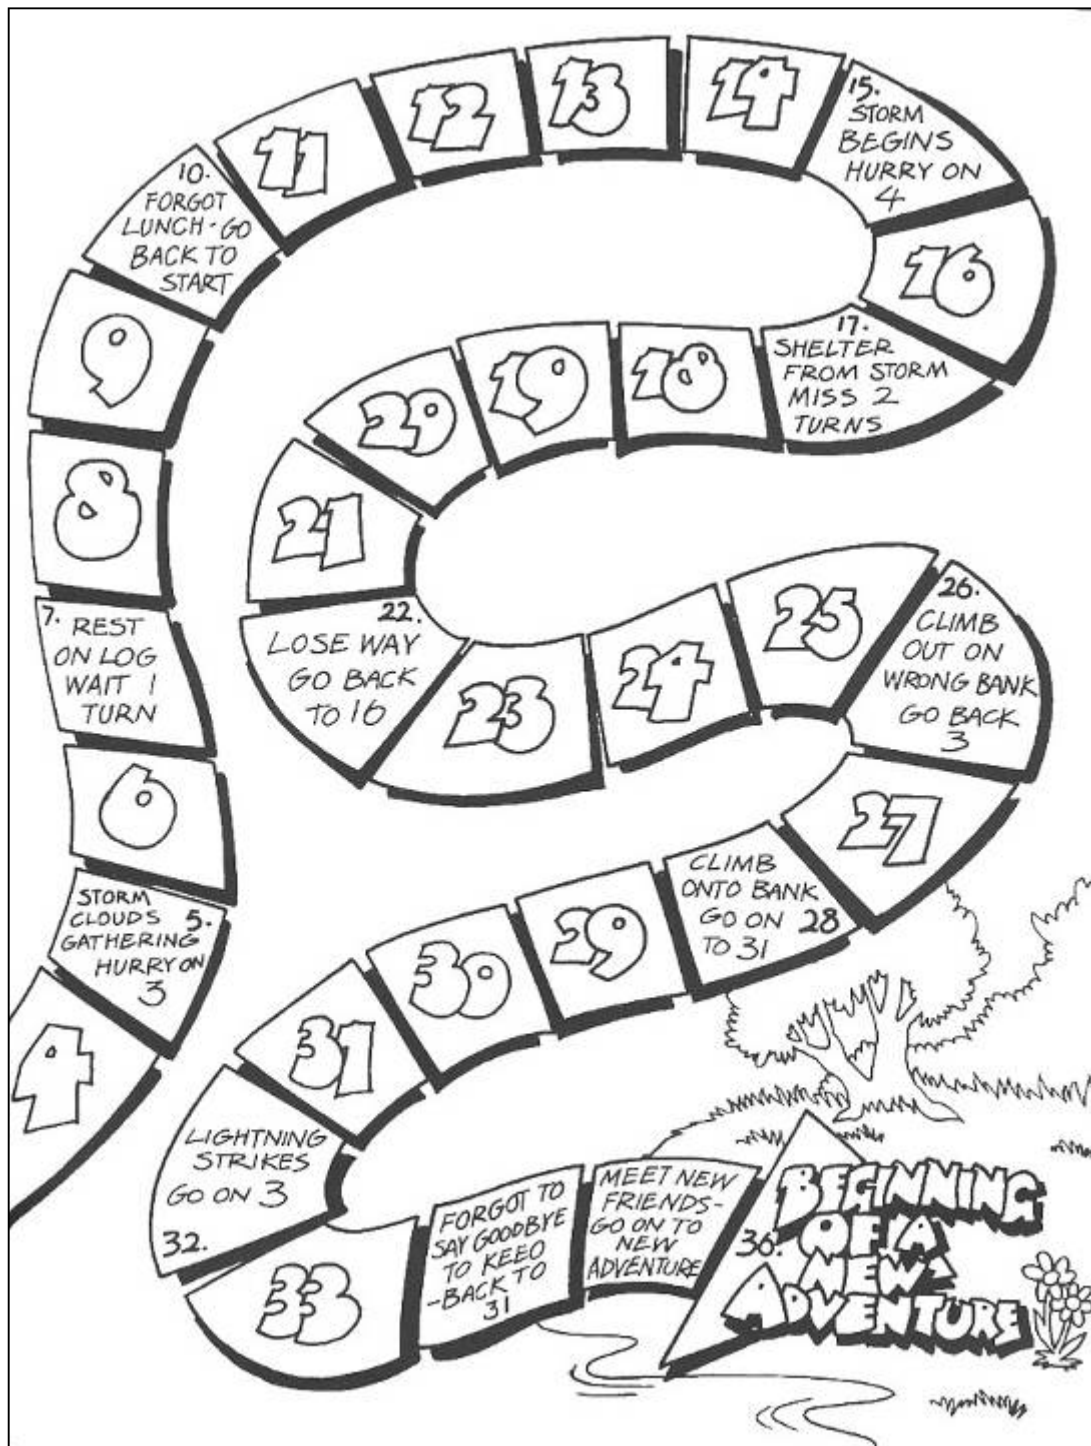 4
STORM
CLOUDS 5.
GATHERING
HURRY ON
3
6
7. REST
ON LOG
WAIT 1
TURN
8
9
10.
FORGOT
LUNCH - GO
BACK TO
START
11
12
13
14
15.
STORM
BEGINS
HURRY ON
4
16
17.
SHELTER
FROM STORM
MISS 2
TURNS
18
19
20
21
22.
LOSE WAY
GO BACK
TO 16
23
24
25
26.
CLIMB
OUT ON
WRONG BANK
GO BACK
3
27
CLIMB
ONTO BANK
GO ON 28
TO 31
29
30
31
LIGHTNING
STRIKES
GO ON 3
32.
33
FORGOT TO
SAY GOODBYE
TO KEEO
-BACK TO
31
MEET NEW
FRIENDS-
GO ON TO
NEW
ADVENTURE
36.
BEGINNING
OF A
NEW
ADVENTURE